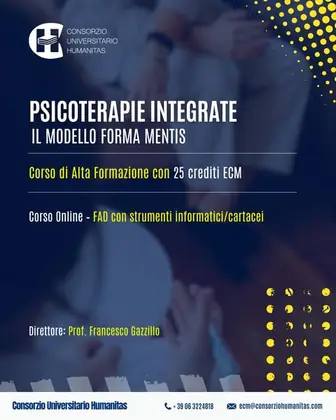 CONSORZIO
UNIVERSITARIO
HUMANITAS
PSICOTERAPIE INTEGRATE
IL MODELLO FORMA MENTIS
Corso di Alta Formazione con 25 crediti ECM
Corso Online – FAD con strumenti informatici/cartacei
Direttore: Prof. Francesco Gazzillo
Consorzio Universitario Humanitas
+ 39 06 3224818
ecm@consorziohumanitas.com